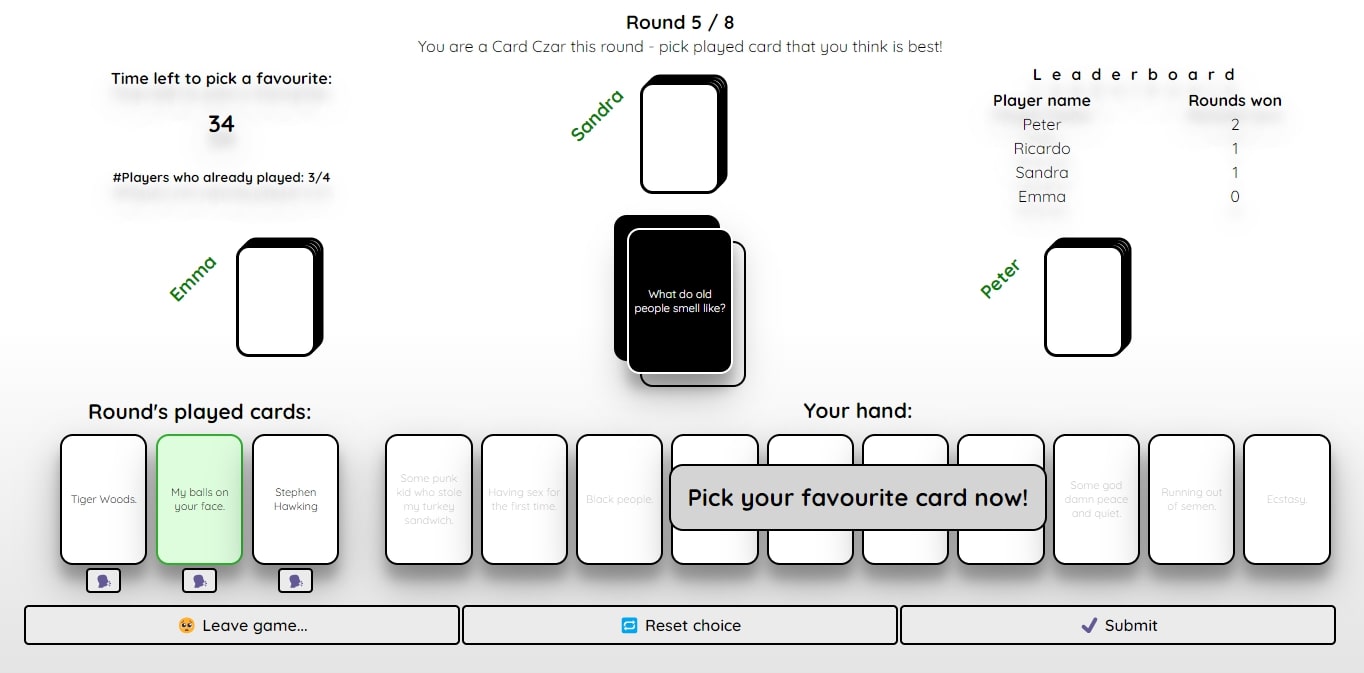 Round 5 / 8
You are a Card Czar this round - pick played card that you think is best!
Time left to pick a favourite:
34
#Players who already played: 3/4
Sandra
Leaderboard
Player name Rounds won
Peter 2
Ricardo 1
Sandra 1
Emma 0
Emma
What do old
people smell like?
Peter
Round's played cards:
Tiger Woods.
My balls on
your face.
Stephen
Hawking
Your hand:
Some punk
kid who stole
my turkey
sandwich.
Having sex for
the first time.
Black people.
Pick your favourite card now!
Some god
damn peace
and quiet.
Running out
of semen.
Ecstasy.
Leave game...
Reset choice
Submit